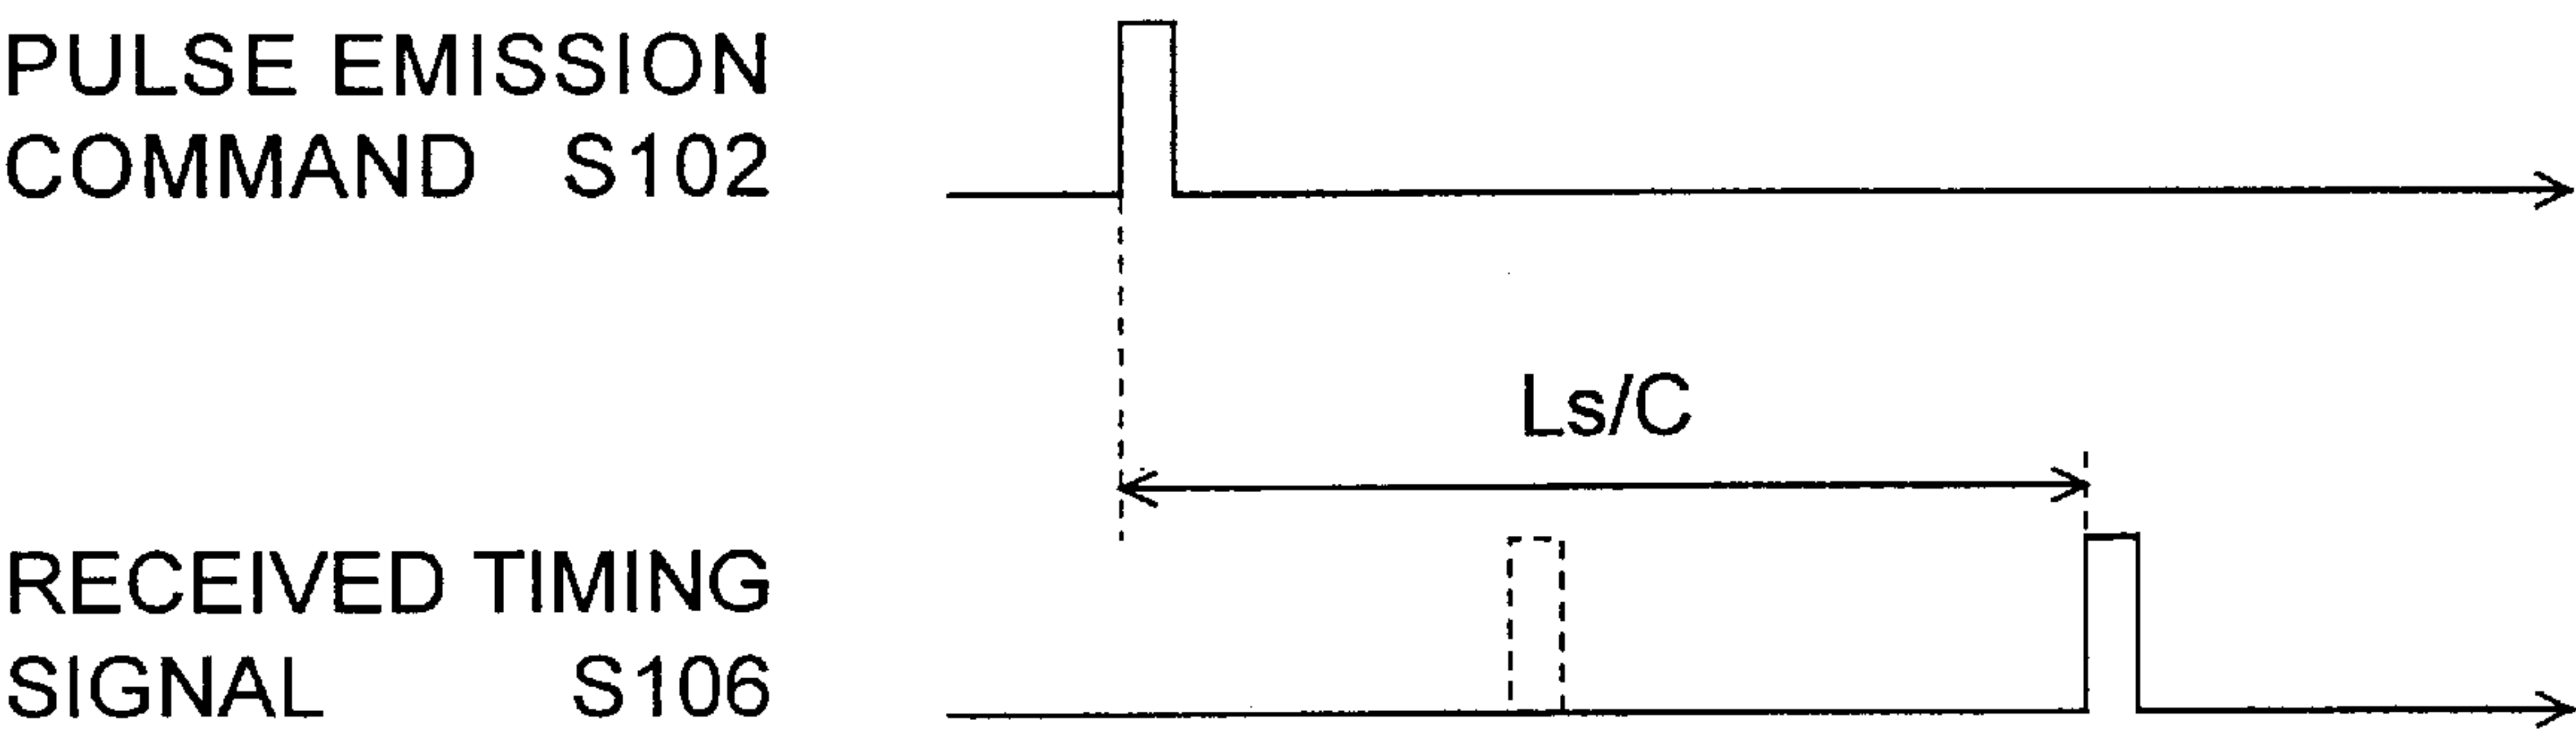 PULSE EMISSION
COMMAND S102
Ls/C
RECEIVED TIMING
SIGNAL S106